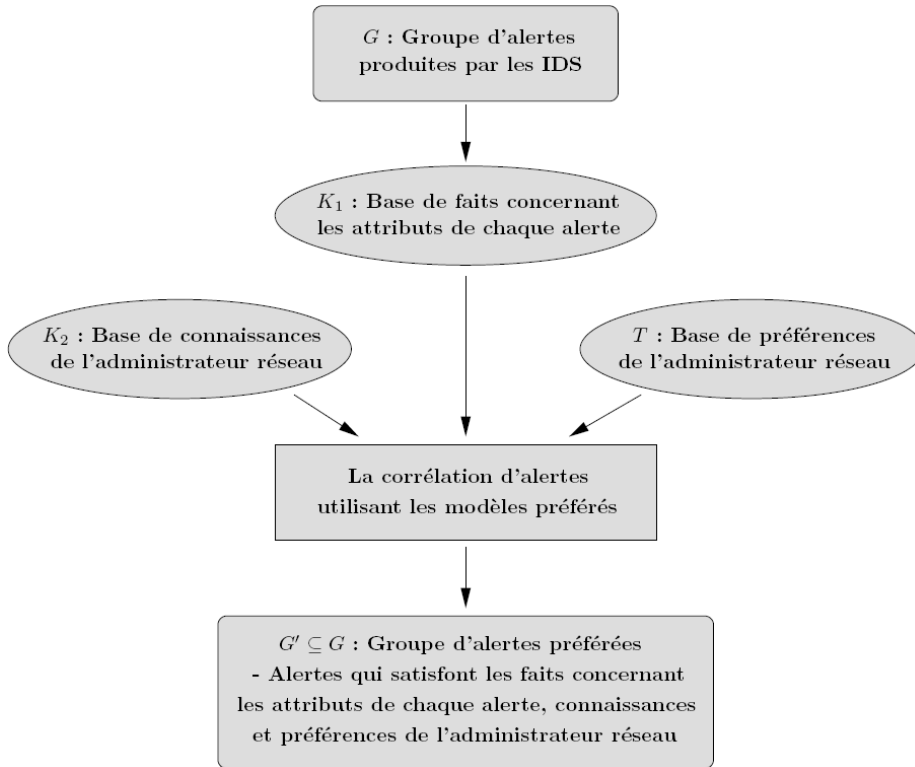 G : Groupe d'alertes
produites par les IDS
K₁ : Base de faits concernant
les attributs de chaque alerte
K₂ : Base de connaissances
de l'administrateur réseau
T : Base de préférences
de l'administrateur réseau
La corrélation d'alertes
utilisant les modèles préférés
G' ⊆ G : Groupe d'alertes préférées
- Alertes qui satisfont les faits concernant
les attributs de chaque alerte, connaissances
et préférences de l'administrateur réseau